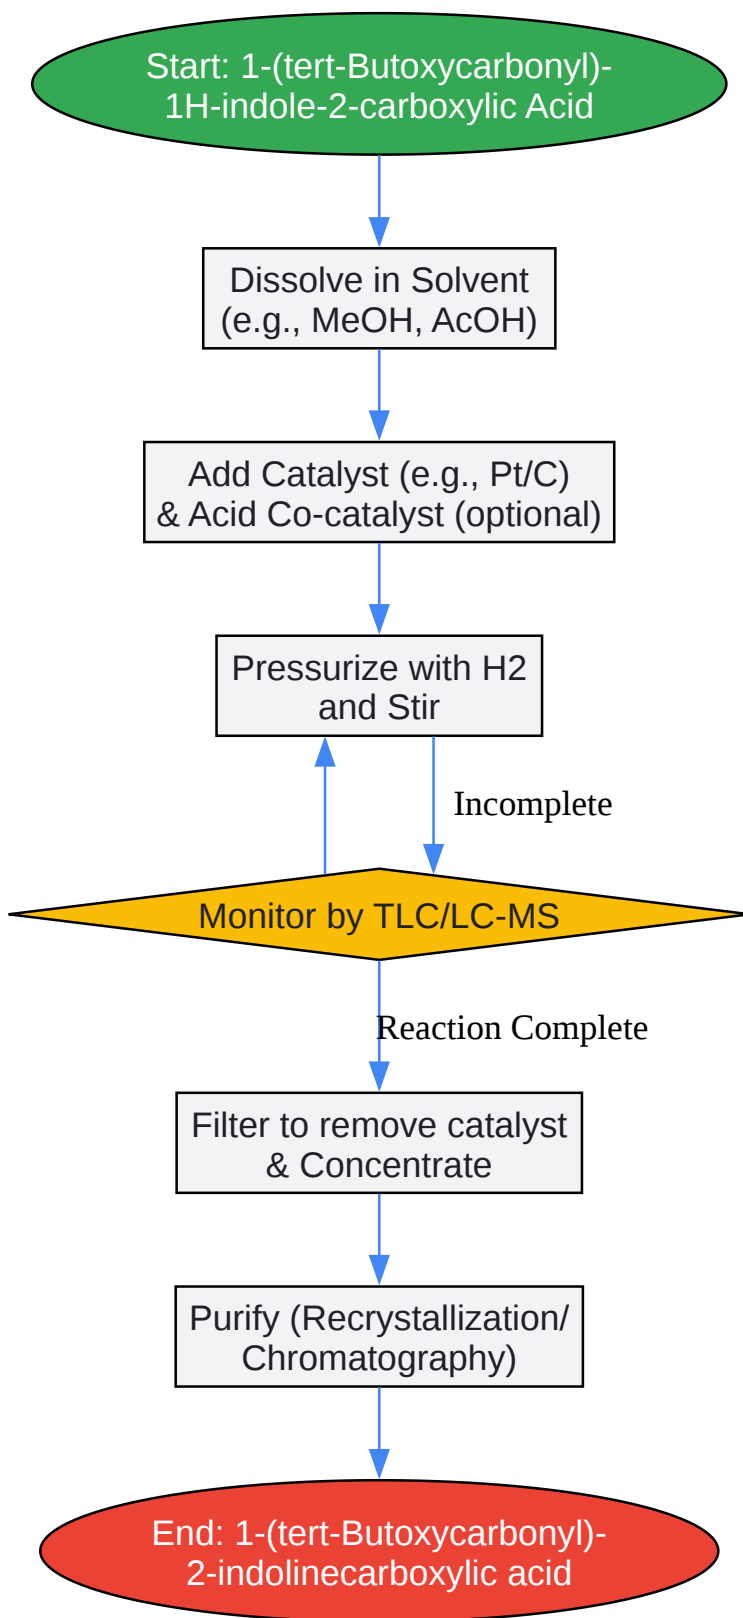 Start: 1-(tert-Butoxycarbonyl)-
1H-indole-2-carboxylic Acid
Dissolve in Solvent
(e.g., MeOH, AcOH)
Add Catalyst (e.g., Pt/C)
& Acid Co-catalyst (optional)
Pressurize with H2
and Stir
Incomplete
Monitor by TLC/LC-MS
Reaction Complete
Filter to remove catalyst
& Concentrate
Purify (Recrystallization/
Chromatography)
End: 1-(tert-Butoxycarbonyl)-
2-indolinecarboxylic acid